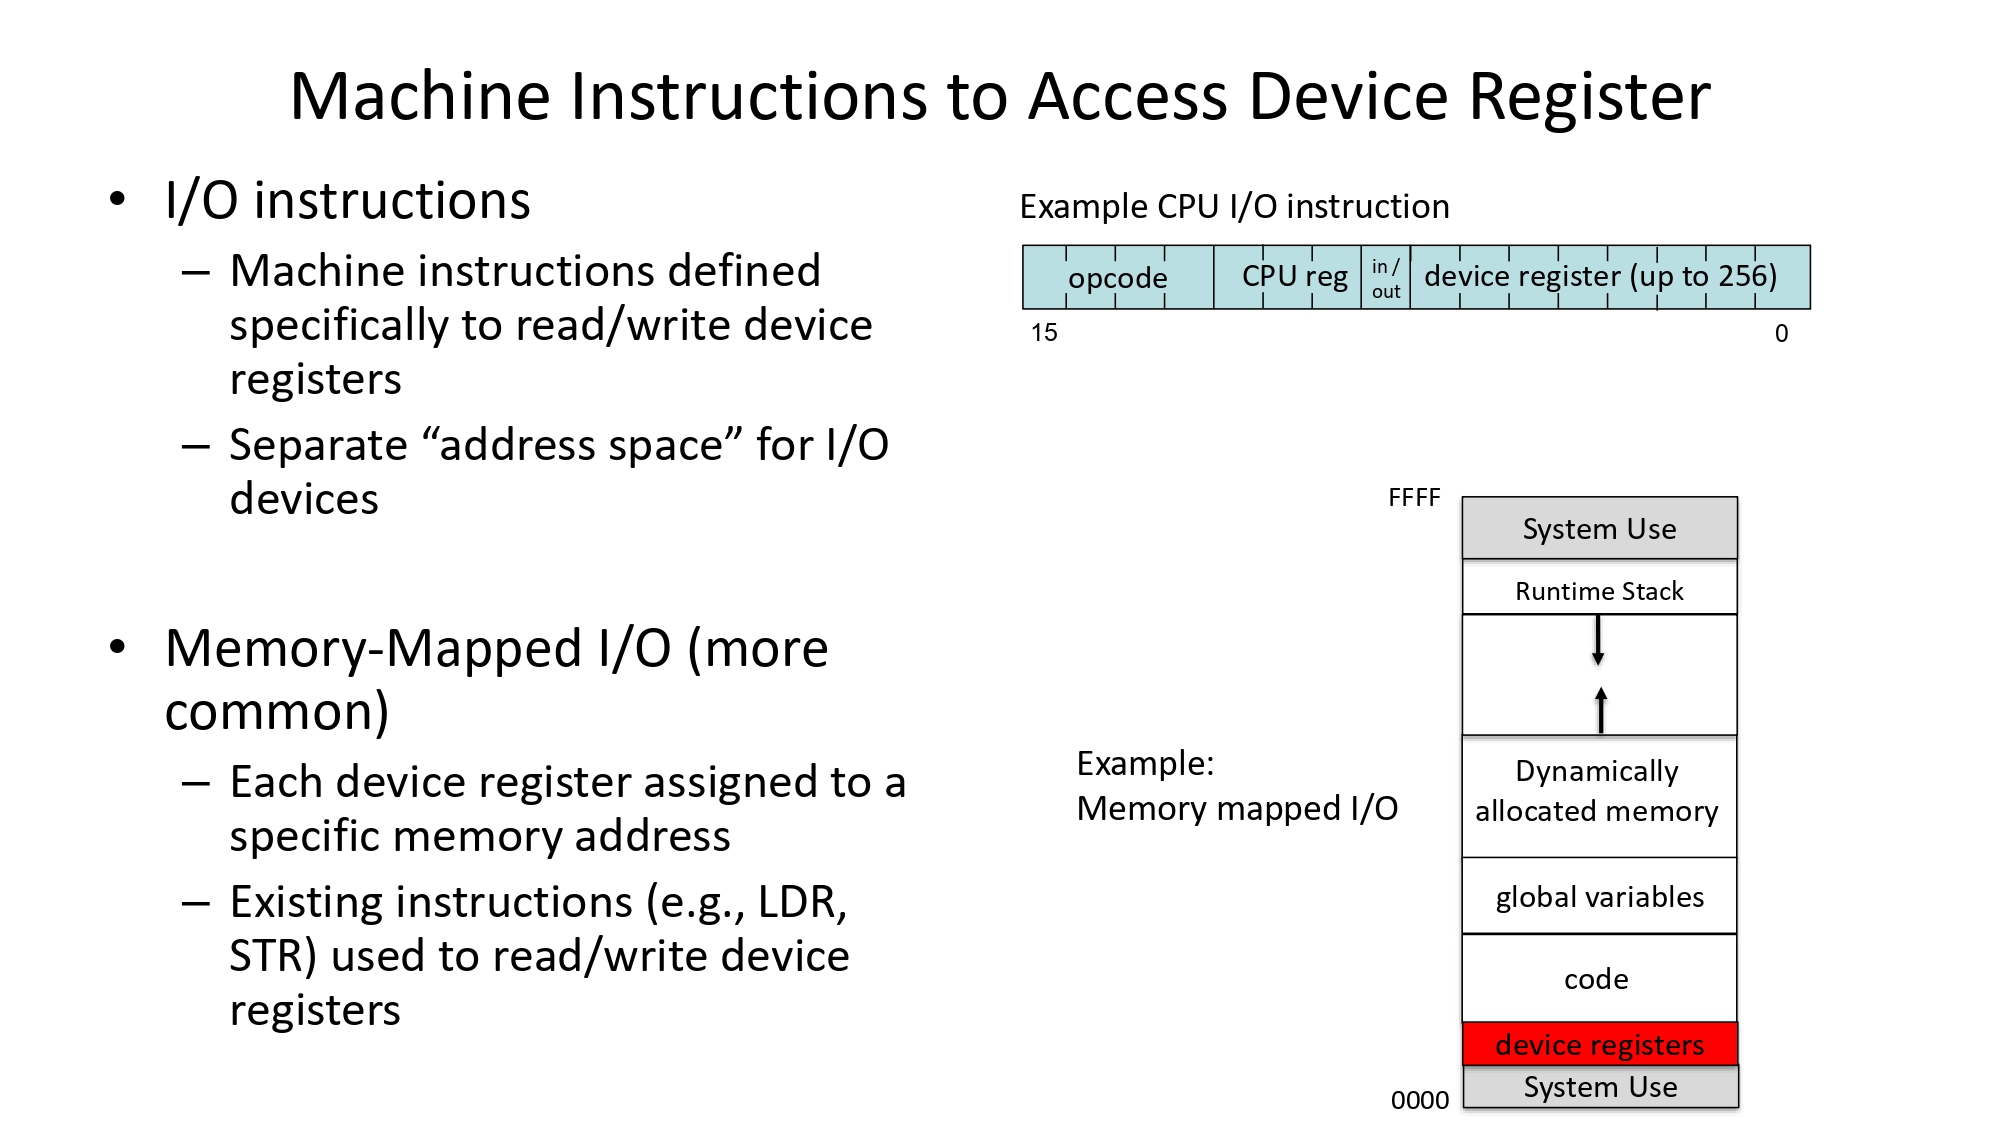 Machine Instructions to Access Device Register
• I/O instructions
– Machine instructions defined
specifically to read/write device
registers
– Separate “address space” for I/O
devices
• Memory-Mapped I/O (more
common)
– Each device register assigned to a
specific memory address
– Existing instructions (e.g., LDR,
STR) used to read/write device
registers
Example CPU I/O instruction
opcode CPU reg in / out device register (up to 256)
15 0
Example:
Memory mapped I/O
FFFF
System Use
Runtime Stack
Dynamically
allocated memory
global variables
code
device registers
System Use
0000